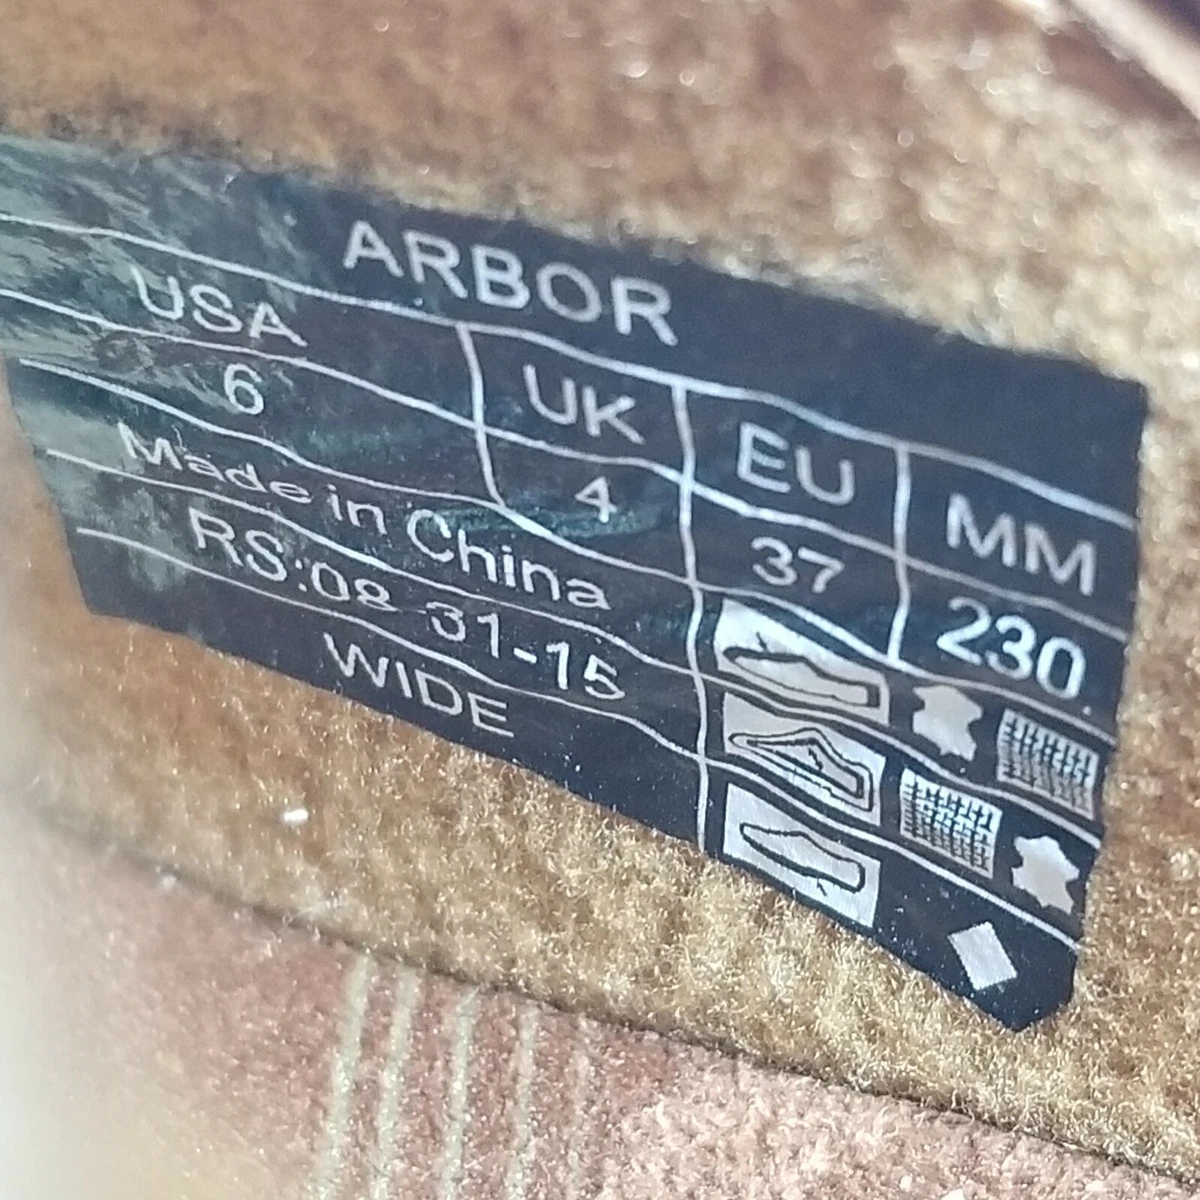 ARBOR
USA UK EU MM
6 4 37 230
Made in China
RS:08 31-15
WIDE